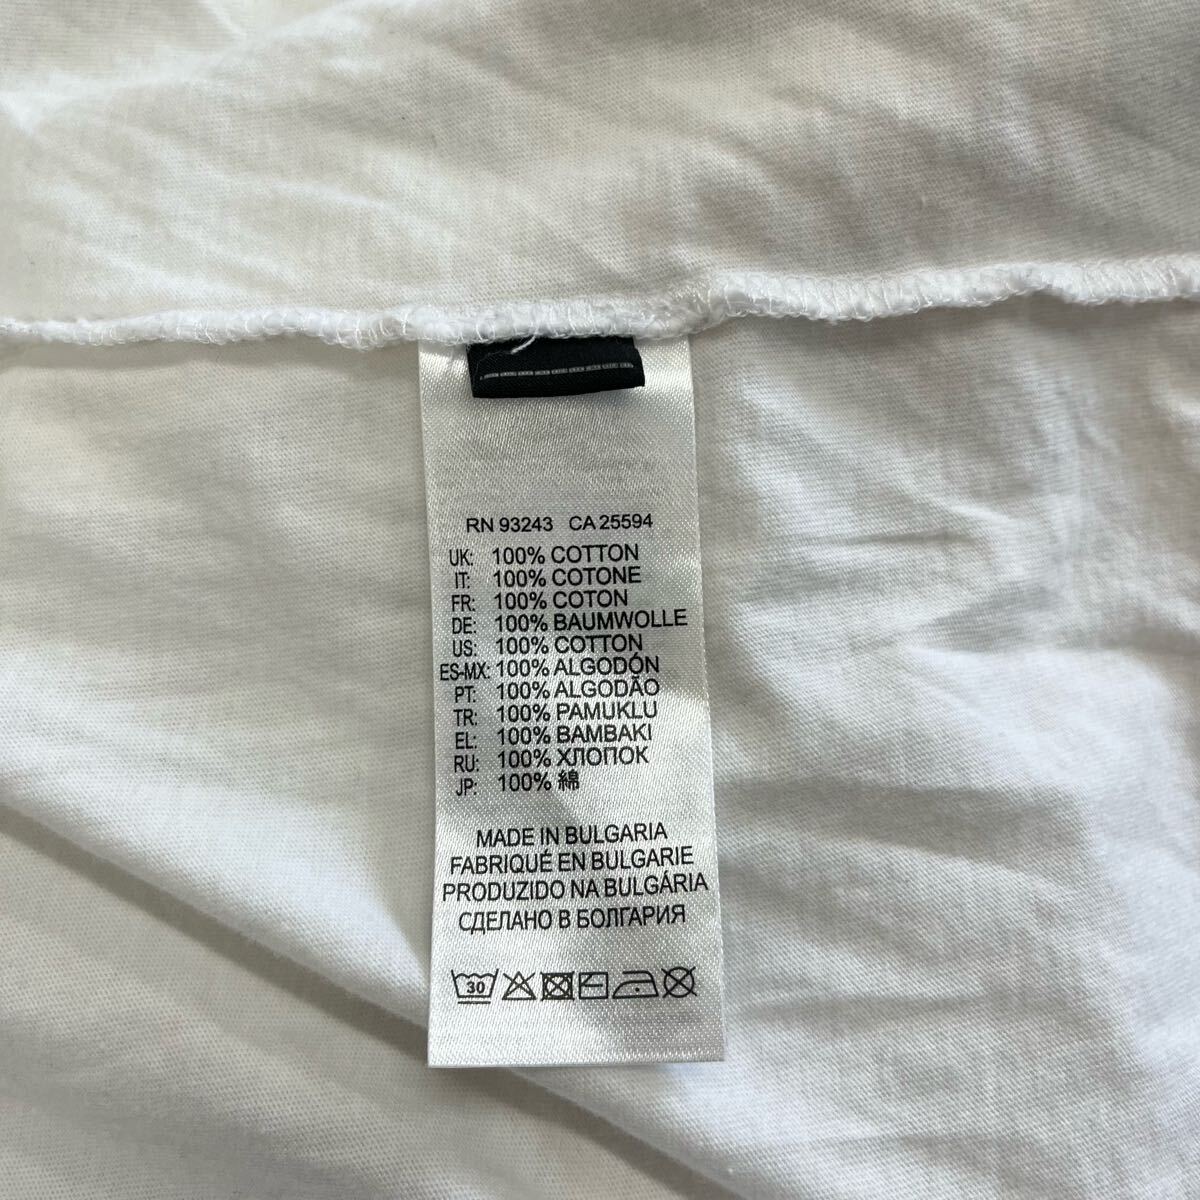 RN 93243 CA 25594
UK: 100% COTTON
IT: 100% COTONE
FR: 100% COTON
DE: 100% BAUMWOLLE
US: 100% COTTON
ES-MX: 100% ALGODÓN
PT: 100% ALGODÃO
TR: 100% PAMUKLU
EL: 100% ΒΑΜΒΑΚΙ
RU: 100% ХЛОПОК
JP: 100% 綿
MADE IN BULGARIA
FABRIQUÉ EN BULGARIE
PRODUZIDO NA BULGÁRIA
СДЕЛАНО В БОЛГАРИЯ
30